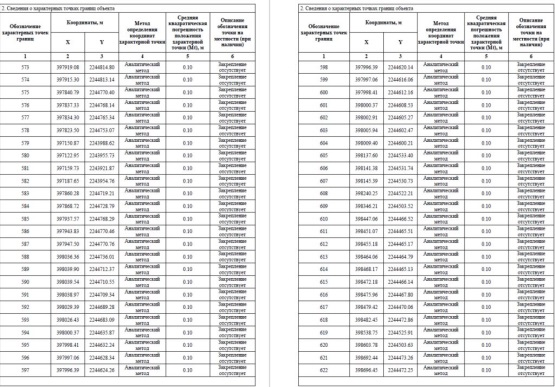 2. Сведения о характерных точках границ объекта
Обозначение характерных точек границ
Координаты, м
Метод определения координат характерной точки
Средняя квадратическая погрешность положения характерной точки (Mt), м
Описание обозначения точки на местности (при наличии)
X Y
1 2 3 4 5 6
573 397919.08 2244814.80 Аналитический метод 0.10 Закрепление отсутствует
574 397915.30 2244813.14 Аналитический метод 0.10 Закрепление отсутствует
575 397840.79 2244770.40 Аналитический метод 0.10 Закрепление отсутствует
576 397837.33 2244768.14 Аналитический метод 0.10 Закрепление отсутствует
577 397834.30 2244765.34 Аналитический метод 0.10 Закрепление отсутствует
578 397823.50 2244753.07 Аналитический метод 0.10 Закрепление отсутствует
579 397150.87 2243988.62 Аналитический метод 0.10 Закрепление отсутствует
580 397122.95 2243955.73 Аналитический метод 0.10 Закрепление отсутствует
581 397159.73 2243921.87 Аналитический метод 0.10 Закрепление отсутствует
582 397187.65 2243954.76 Аналитический метод 0.10 Закрепление отсутствует
583 397860.28 2244719.21 Аналитический метод 0.10 Закрепление отсутствует
584 397868.72 2244728.79 Аналитический метод 0.10 Закрепление отсутствует
585 397937.57 2244768.29 Аналитический метод 0.10 Закрепление отсутствует
586 397943.83 2244770.46 Аналитический метод 0.10 Закрепление отсутствует
587 397947.50 2244770.76 Аналитический метод 0.10 Закрепление отсутствует
588 398036.36 2244736.01 Аналитический метод 0.10 Закрепление отсутствует
589 398039.90 2244712.37 Аналитический метод 0.10 Закрепление отсутствует
590 398039.54 2244710.55 Аналитический метод 0.10 Закрепление отсутствует
591 398038.97 2244709.34 Аналитический метод 0.10 Закрепление отсутствует
592 398029.39 2244689.28 Аналитический метод 0.10 Закрепление отсутствует
593 398026.43 2244683.09 Аналитический метод 0.10 Закрепление отсутствует
594 398000.37 2244635.87 Аналитический метод 0.10 Закрепление отсутствует
595 397998.41 2244632.24 Аналитический метод 0.10 Закрепление отсутствует
596 397997.06 2244628.34 Аналитический метод 0.10 Закрепление отсутствует
597 397996.39 2244624.26 Аналитический метод 0.10 Закрепление отсутствует
2. Сведения о характерных точках границ объекта
Обозначение характерных точек границ
Координаты, м
Метод определения координат характерной точки
Средняя квадратическая погрешность положения характерной точки (Mt), м
Описание обозначения точки на местности (при наличии)
X Y
1 2 3 4 5 6
598 397996.39 2244620.14 Аналитический метод 0.10 Закрепление отсутствует
599 397997.06 2244616.06 Аналитический метод 0.10 Закрепление отсутствует
600 397998.41 2244612.16 Аналитический метод 0.10 Закрепление отсутствует
601 398000.37 2244608.53 Аналитический метод 0.10 Закрепление отсутствует
602 398002.91 2244605.27 Аналитический метод 0.10 Закрепление отсутствует
603 398005.94 2244602.47 Аналитический метод 0.10 Закрепление отсутствует
604 398009.40 2244600.21 Аналитический метод 0.10 Закрепление отсутствует
605 398137.60 2244533.40 Аналитический метод 0.10 Закрепление отсутствует
606 398141.38 2244531.74 Аналитический метод 0.10 Закрепление отсутствует
607 398145.39 2244530.73 Аналитический метод 0.10 Закрепление отсутствует
608 398240.25 2244522.21 Аналитический метод 0.10 Закрепление отсутствует
609 398346.21 2244503.52 Аналитический метод 0.10 Закрепление отсутствует
610 398447.06 2244468.52 Аналитический метод 0.10 Закрепление отсутствует
611 398451.07 2244465.51 Аналитический метод 0.10 Закрепление отсутствует
612 398455.18 2244465.17 Аналитический метод 0.10 Закрепление отсутствует
613 398464.06 2244464.79 Аналитический метод 0.10 Закрепление отсутствует
614 398468.17 2244465.13 Аналитический метод 0.10 Закрепление отсутствует
615 398472.18 2244466.14 Аналитический метод 0.10 Закрепление отсутствует
616 398475.96 2244467.80 Аналитический метод 0.10 Закрепление отсутствует
617 398479.42 2244470.06 Аналитический метод 0.10 Закрепление отсутствует
618 398482.45 2244472.86 Аналитический метод 0.10 Закрепление отсутствует
619 398538.77 2244525.91 Аналитический метод 0.10 Закрепление отсутствует
620 398603.78 2244503.63 Аналитический метод 0.10 Закрепление отсутствует
621 398692.44 2244473.26 Аналитический метод 0.10 Закрепление отсутствует
622 398696.45 2244472.25 Аналитический метод 0.10 Закрепление отсутствует